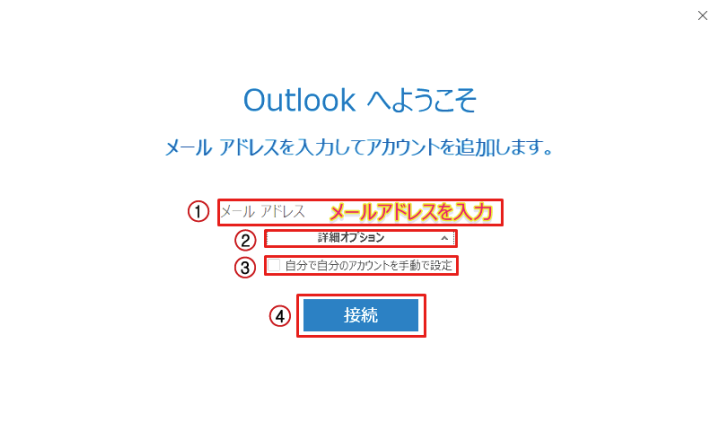 Outlook へようこそ
メール アドレスを入力してアカウントを追加します。
① メール アドレス メールアドレスを入力
② 詳細オプション
③ 自分で自分のアカウントを手動で設定
④ 接続